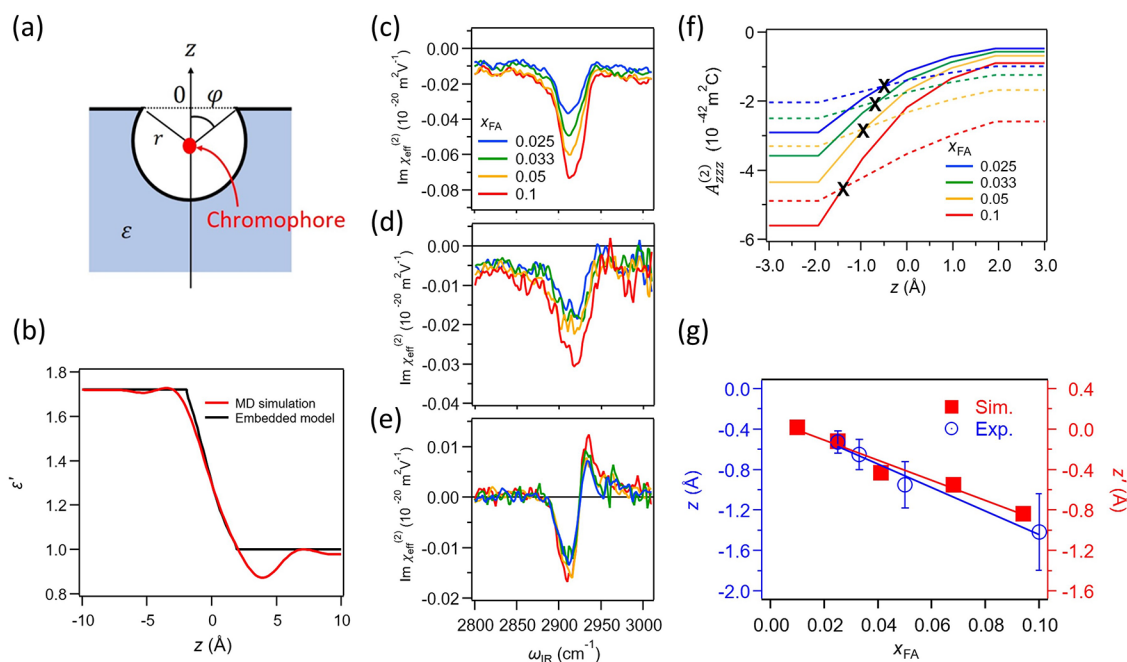 (a)
z
0
φ
r
ε
Chromophore
(b)
ε'
1.8
1.6
1.4
1.2
1.0
0.8
MD simulation
Embedded model
-10
-5
0
5
10
z (Å)
(c)
Im χeff(2) (10 -20 m2V-1)
0.00
-0.02
-0.04
-0.06
-0.08
xFA
0.025
0.033
0.05
0.1
(d)
Im χeff(2) (10 -20 m2V-1)
0.00
-0.01
-0.02
-0.03
-0.04
(e)
Im χeff(2) (10 -20 m2V-1)
0.01
0.00
-0.01
-0.02
2800
2850
2900
2950
3000
ωIR (cm-1)
(f)
A(2)zzz (10 -42m2C)
0
-2
-4
-6
X
X
X
X
xFA
0.025
0.033
0.05
0.1
-3.0
-2.0
-1.0
0.0
1.0
2.0
3.0
z (Å)
(g)
z (Å)
0.0
-0.4
-0.8
-1.2
-1.6
-2.0
Sim.
Exp.
0.4
0.0
-0.4
-0.8
-1.2
-1.6
z' (Å)
0.00
0.02
0.04
0.06
0.08
0.10
xFA